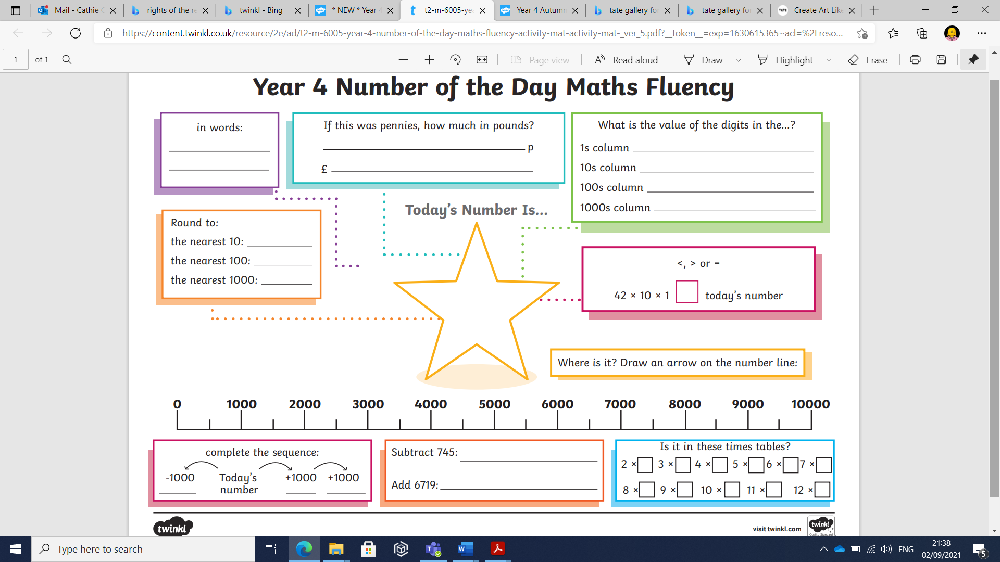 Mail - Cathie
rights of the r
twinkl - Bing
* NEW * Year 4
t2-m-6005-ye
Year 4 Autumn
tate gallery fo
tate gallery for
Create Art Like
https://content.twinkl.co.uk/resource/2e/ad/t2-m-6005-year-4-number-of-the-day-maths-fluency-activity-mat-activity-mat-_ver_5.pdf?__token__=exp=1630615365~acl=%2Freso...
1 of 1
Page view
Read aloud
Draw
Highlight
Erase
Year 4 Number of the Day Maths Fluency
in words:
If this was pennies, how much in pounds?
p
£
What is the value of the digits in the...?
1s column
10s column
100s column
1000s column
Today's Number Is...
Round to:
the nearest 10:
the nearest 100:
the nearest 1000:
<, > or -
42 × 10 × 1 today's number
Where is it? Draw an arrow on the number line:
0 1000 2000 3000 4000 5000 6000 7000 8000 9000 10000
complete the sequence:
-1000 Today's +1000 +1000
number
Subtract 745:
Add 6719:
Is it in these times tables?
2 × 3 × 4 × 5 × 6 × 7 ×
8 × 9 × 10 × 11 × 12 ×
twinkl
visit twinkl.com
twinkl
Quality Standard
Type here to search
ENG
21:38
02/09/2021
5